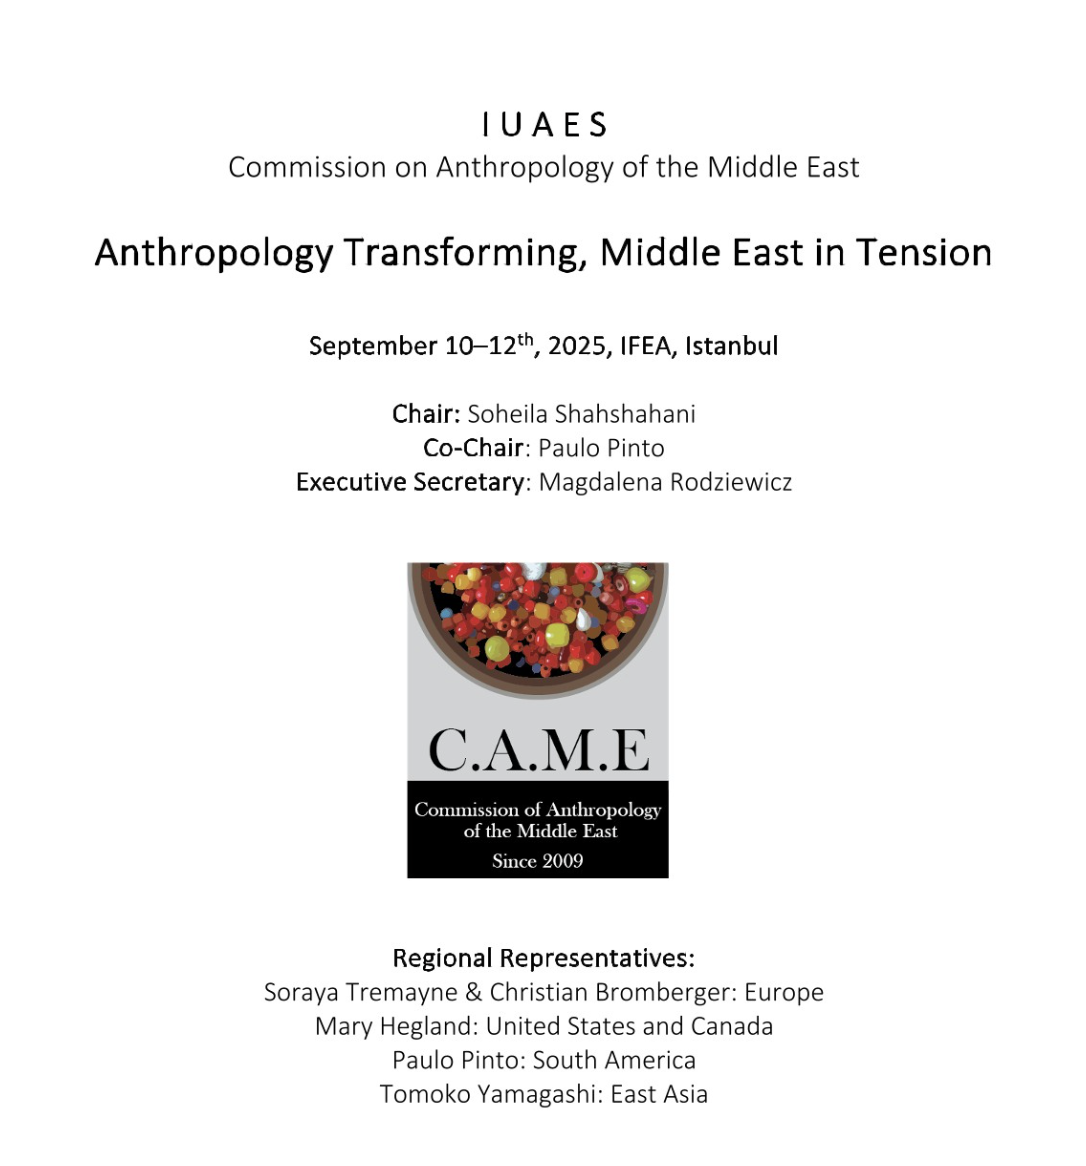 I U A E S
Commission on Anthropology of the Middle East
Anthropology Transforming, Middle East in Tension
September 10–12th, 2025, IFEA, Istanbul
Chair: Soheila Shahshahani
Co-Chair: Paulo Pinto
Executive Secretary: Magdalena Rodziewicz
C.A.M.E
Commission of Anthropology
of the Middle East
Since 2009
Regional Representatives:
Soraya Tremayne & Christian Bromberger: Europe
Mary Hegland: United States and Canada
Paulo Pinto: South America
Tomoko Yamagashi: East Asia